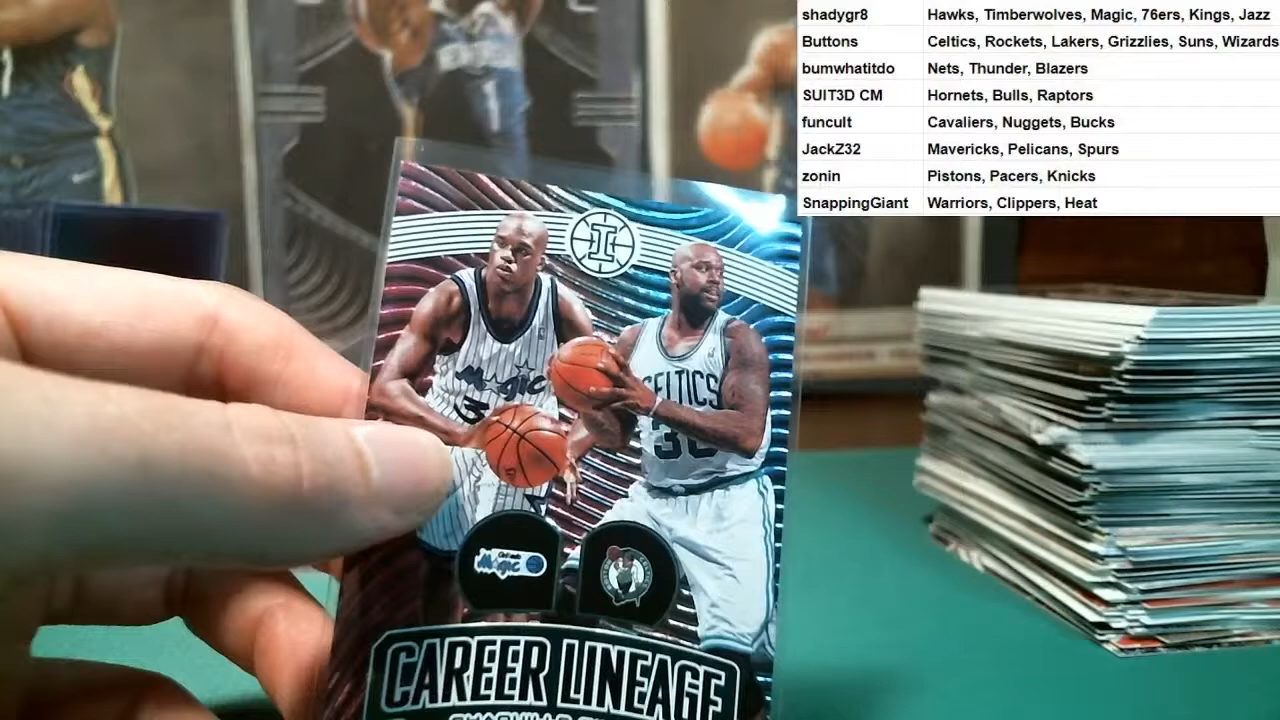 shadygr8 Hawks, Timberwolves, Magic, 76ers, Kings, Jazz
Buttons Celtics, Rockets, Lakers, Grizzlies, Suns, Wizards
bumwhatitdo Nets, Thunder, Blazers
SUIT3D CM Hornets, Bulls, Raptors
funcult Cavaliers, Nuggets, Bucks
JackZ32 Mavericks, Pelicans, Spurs
zonin Pistons, Pacers, Knicks
SnappingGiant Warriors, Clippers, Heat
1
I
Magic
3
CELTICS
Magic
CAREER LINEAGE